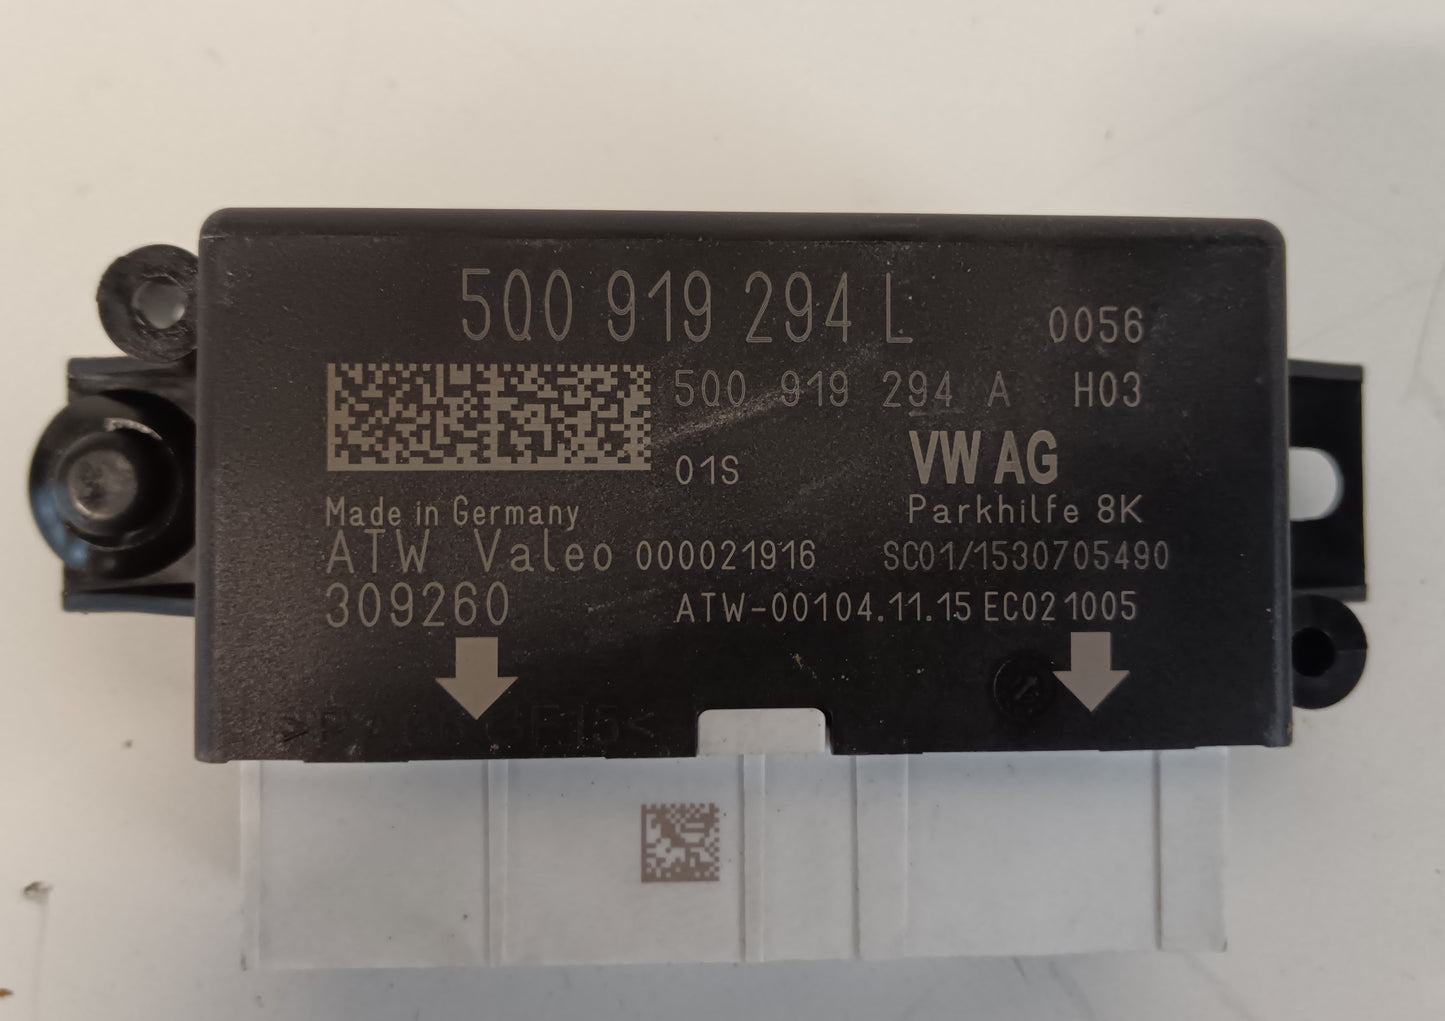 5Q0 919 294 L 0056
5Q0 919 294 A H03
01S VW AG
Made in Germany Parkhilfe 8K
ATW Valeo 000021916 SC01/1530705490
309260 ATW-00104.11.15 EC021005